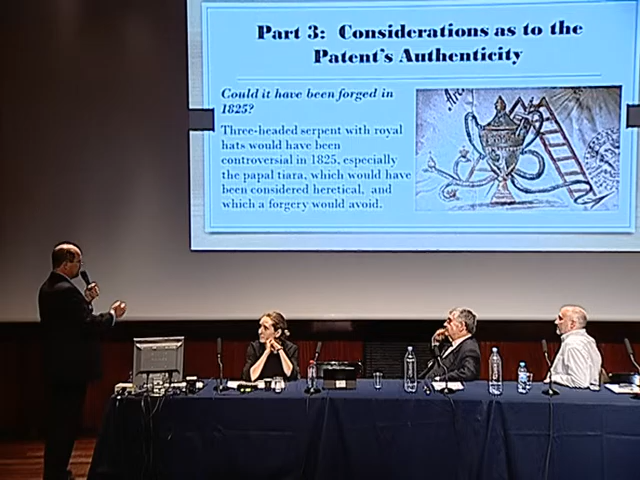 Part 3: Considerations as to the
Patent's Authenticity
Could it have been forged in
1825?
Three-headed serpent with royal
hats would have been
controversial in 1825, especially
the papal tiara, which would have
been considered heretical, and
which a forgery would avoid.